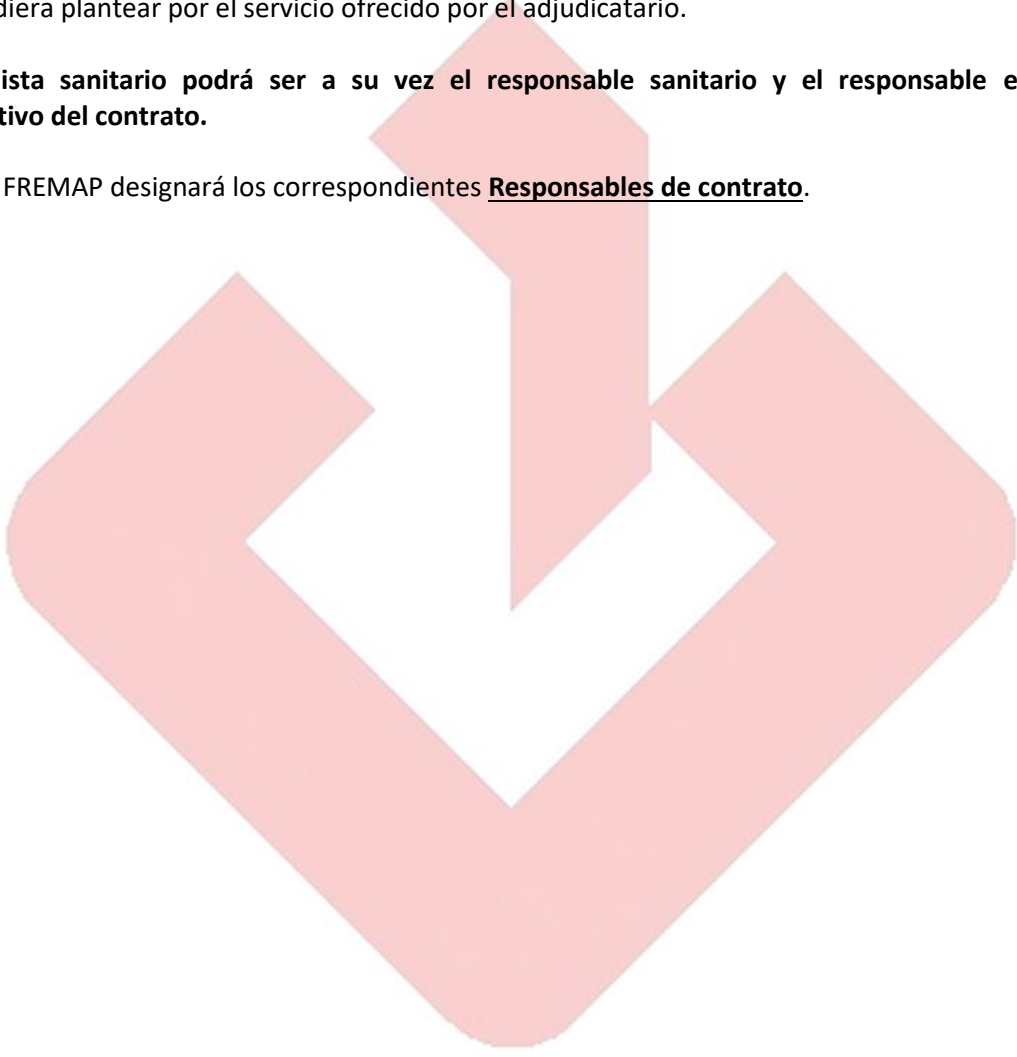 diera plantear por el servicio ofrecido por el adjudicatario.
ista sanitario podrá ser a su vez el responsable sanitario y el responsable e
tivo del contrato.
FREMAP designará los correspondientes Responsables de contrato.